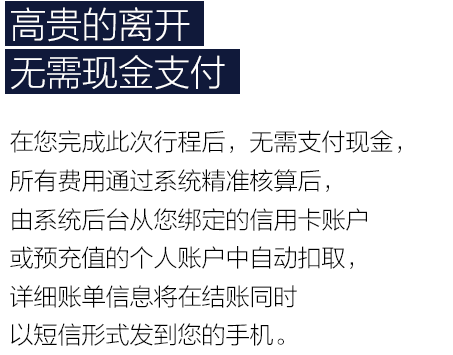 高贵的离开
无需现金支付
在您完成此次行程后，无需支付现金，
所有费用通过系统精准核算后，
由系统后台从您绑定的信用卡账户
或预充值的个人账户中自动扣取，
详细账单信息将在结账同时
以短信形式发到您的手机。